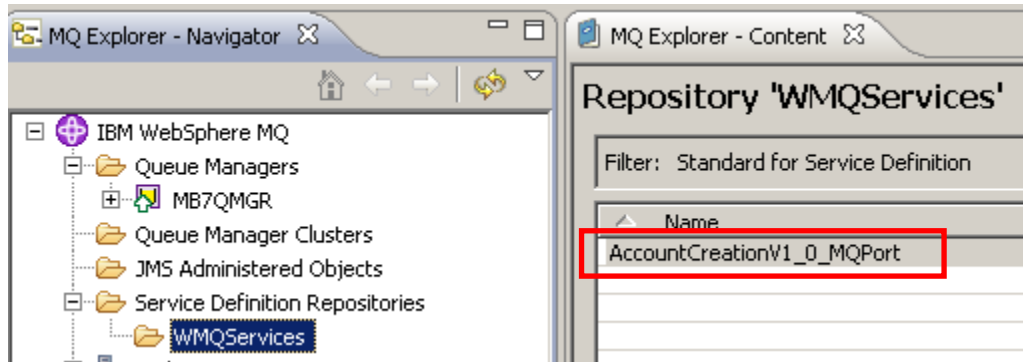 MQ Explorer - Navigator
IBM WebSphere MQ
Queue Managers
MB7QMGR
Queue Manager Clusters
JMS Administered Objects
Service Definition Repositories
WMQServices
MQ Explorer - Content
Repository 'WMQServices'
Filter: Standard for Service Definition
Name
AccountCreationV1_0_MQPort